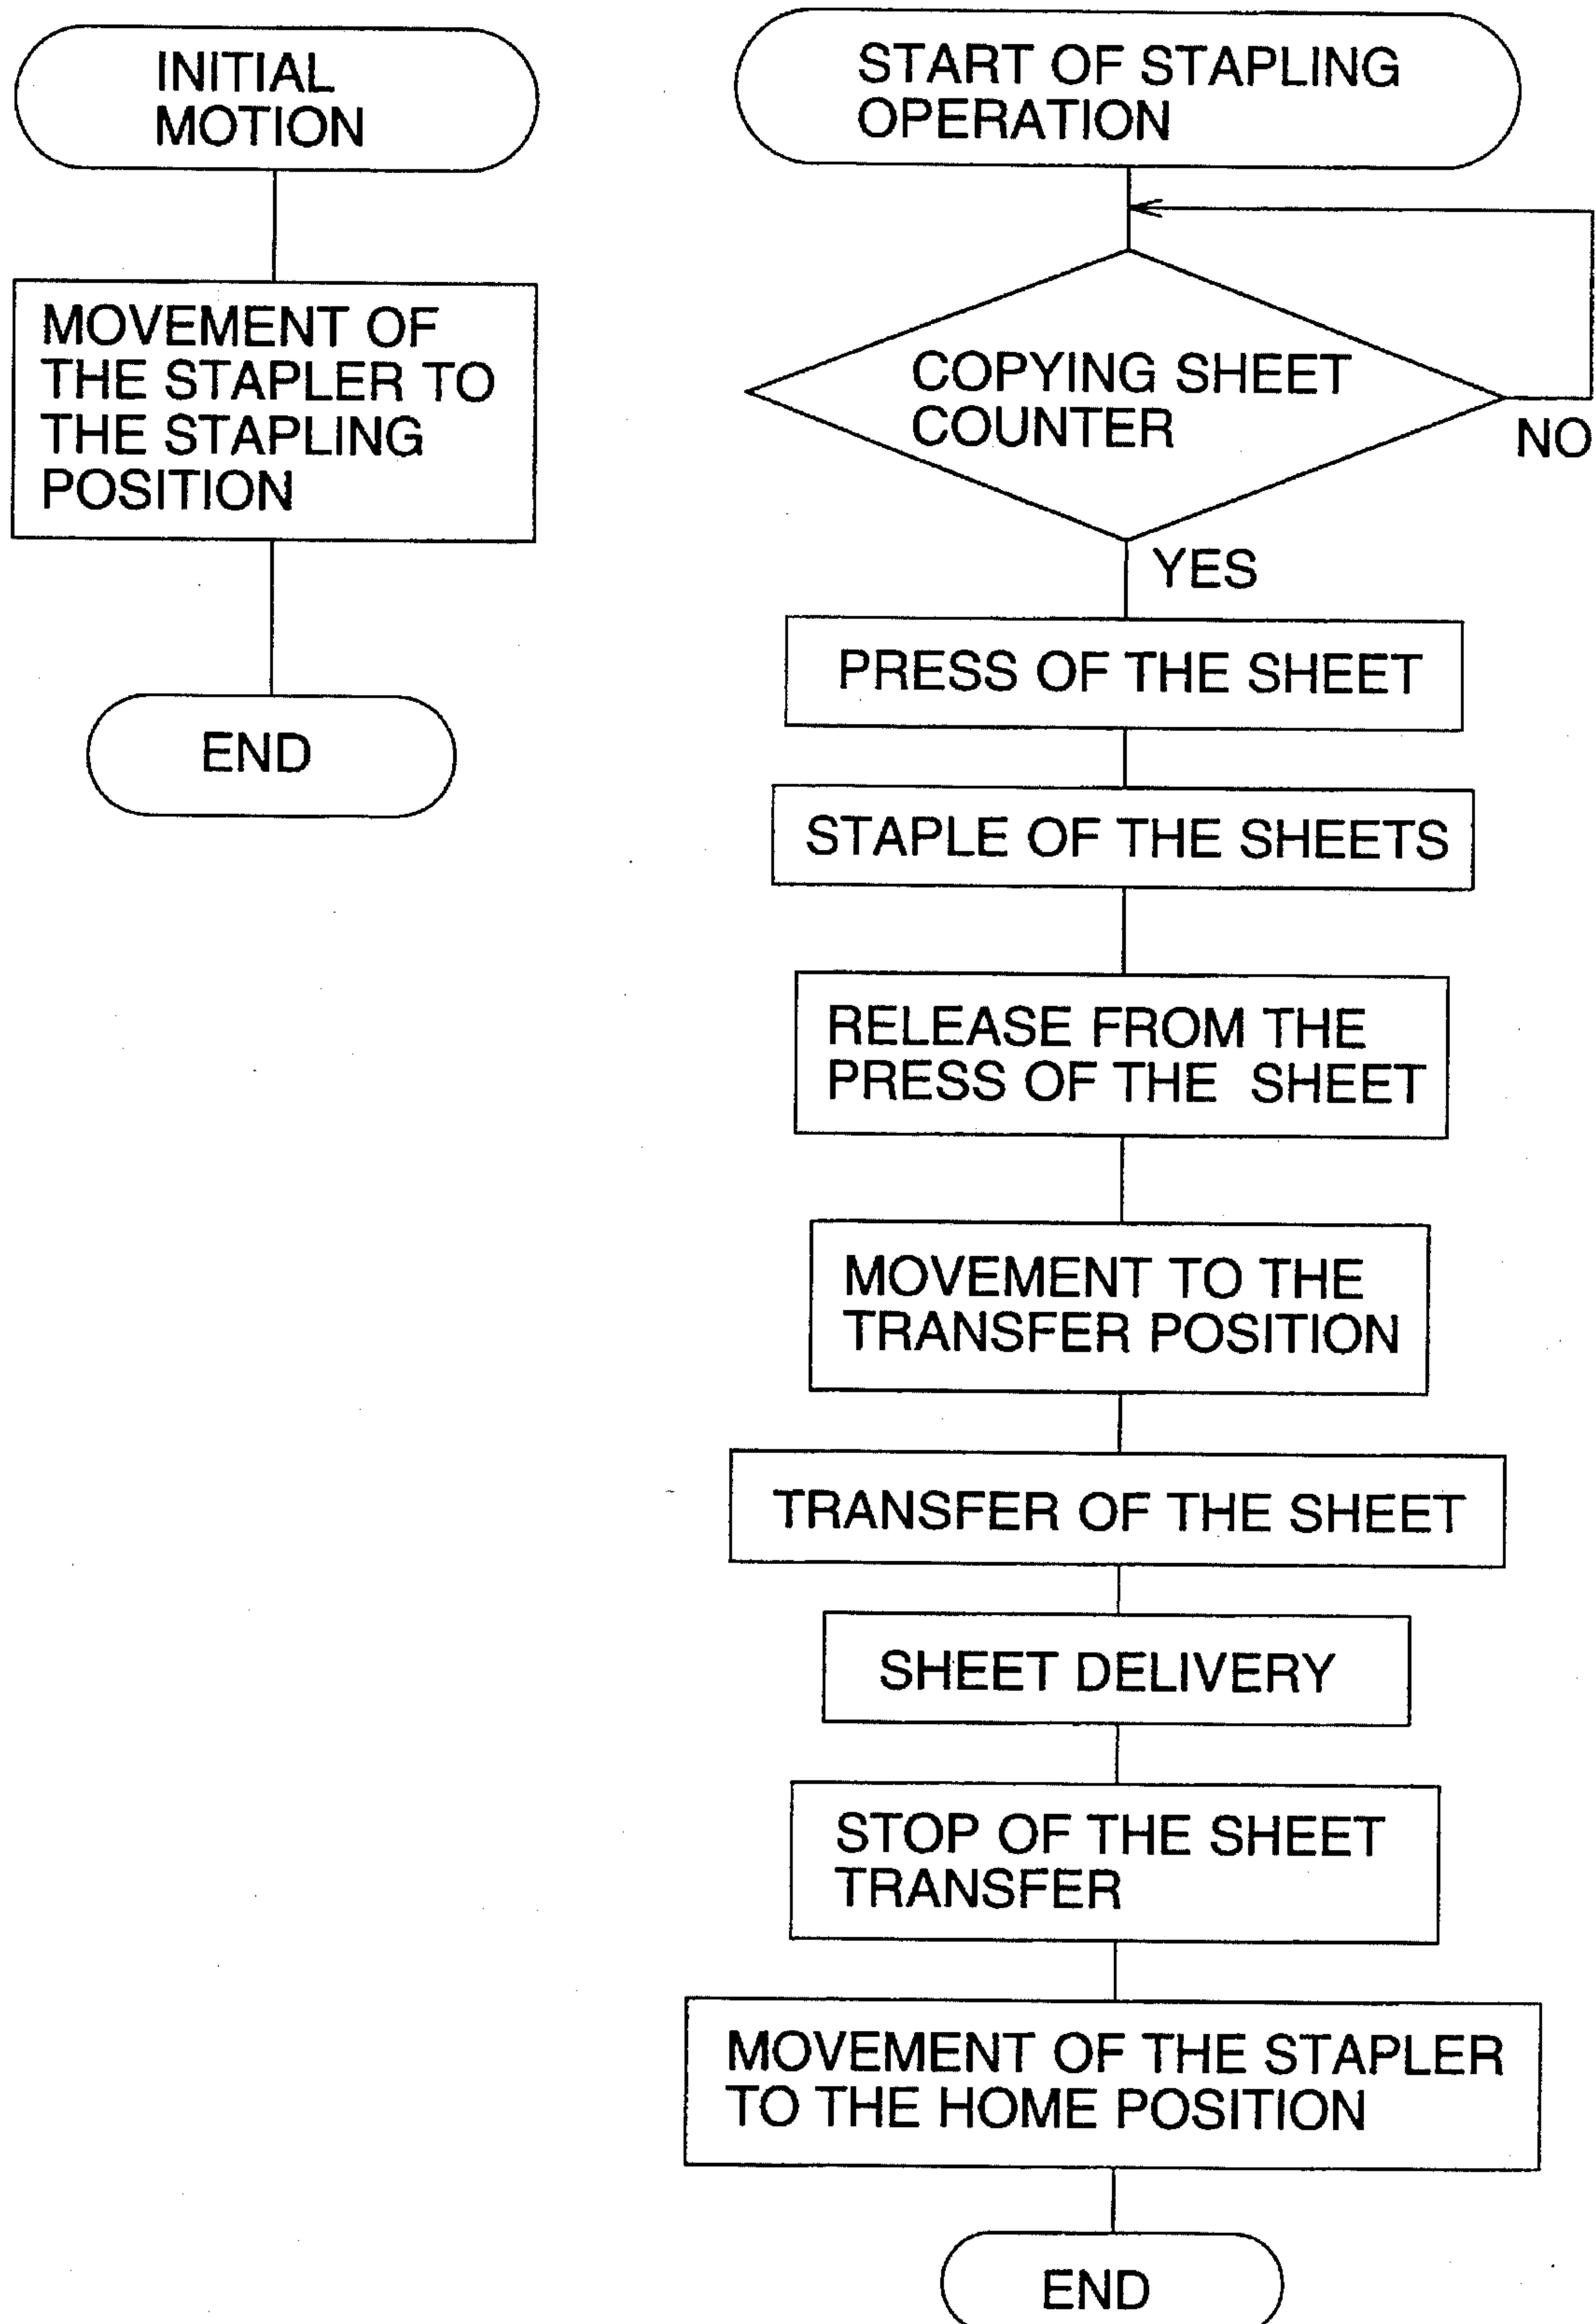 INITIAL
MOTION
MOVEMENT OF
THE STAPLER TO
THE STAPLING
POSITION
END
START OF STAPLING
OPERATION
COPYING SHEET
COUNTER
NO
YES
PRESS OF THE SHEET
STAPLE OF THE SHEETS
RELEASE FROM THE
PRESS OF THE SHEET
MOVEMENT TO THE
TRANSFER POSITION
TRANSFER OF THE SHEET
SHEET DELIVERY
STOP OF THE SHEET
TRANSFER
MOVEMENT OF THE STAPLER
TO THE HOME POSITION
END